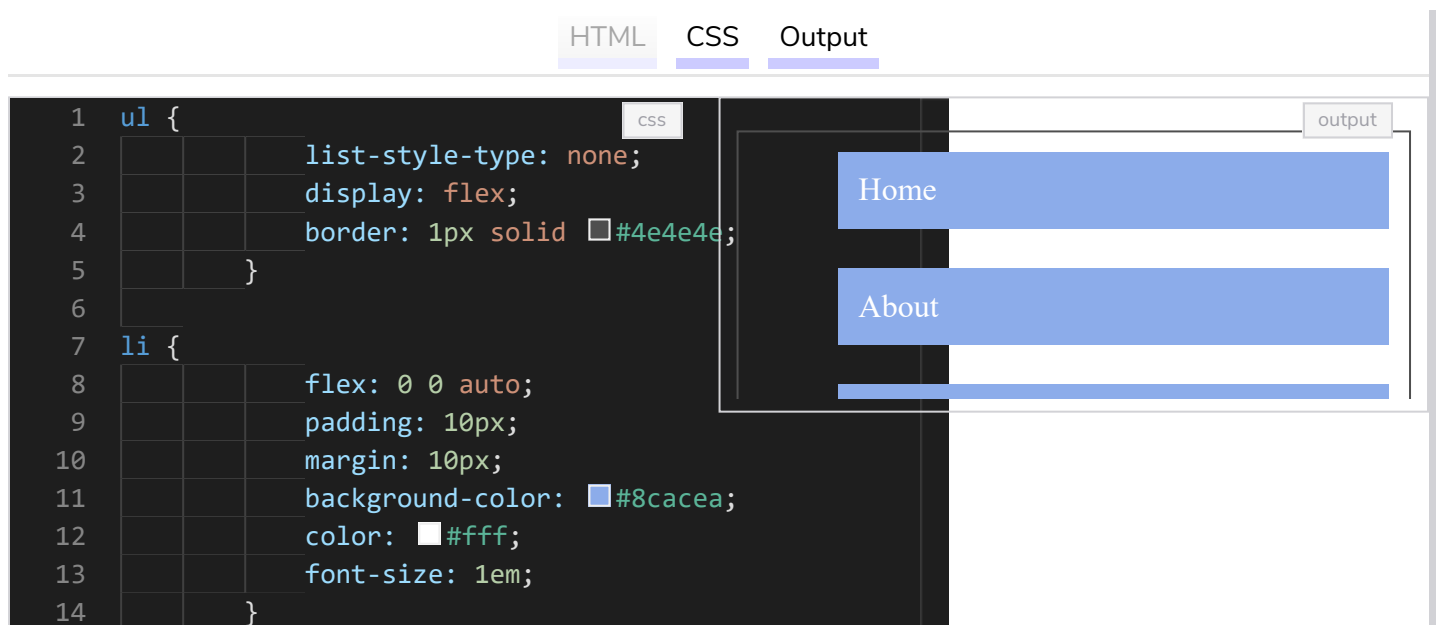 HTML CSS Output
css
output
1 ul {
2 list-style-type: none;
3 display: flex;
4 border: 1px solid #4e4e4e;
5 }
6
7 li {
8 flex: 0 0 auto;
9 padding: 10px;
10 margin: 10px;
11 background-color: #8cacea;
12 color: #fff;
13 font-size: 1em;
14 }
Home
About